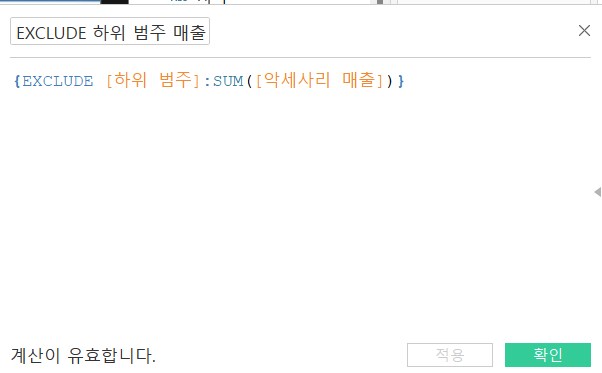 EXCLUDE 하위 범주 매출
{EXCLUDE [하위 범주]:SUM([악세사리 매출])}
계산이 유효합니다.
적용
확인